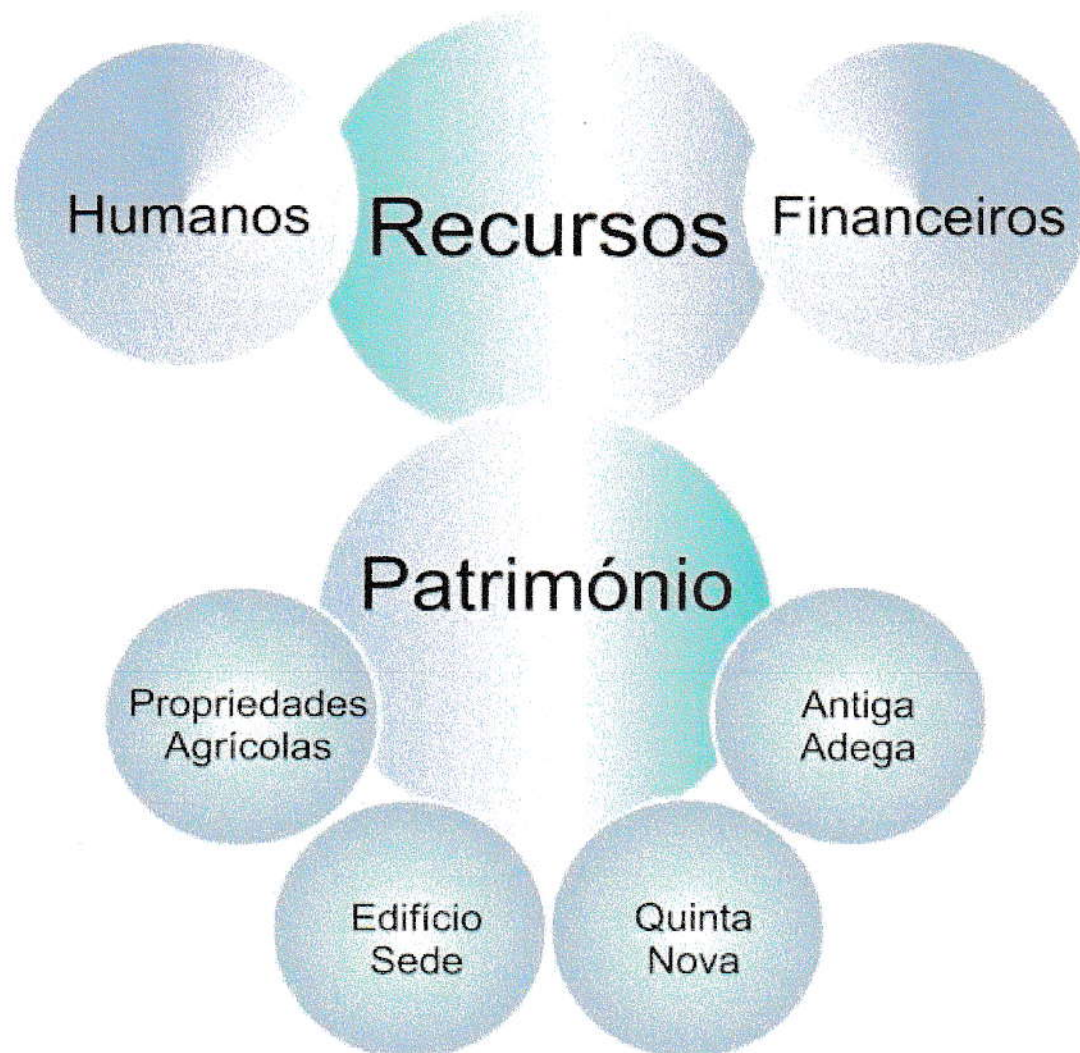 Humanos
Recursos
Financeiros
Património
Propriedades
Agrícolas
Antiga
Adega
Edifício
Sede
Quinta
Nova